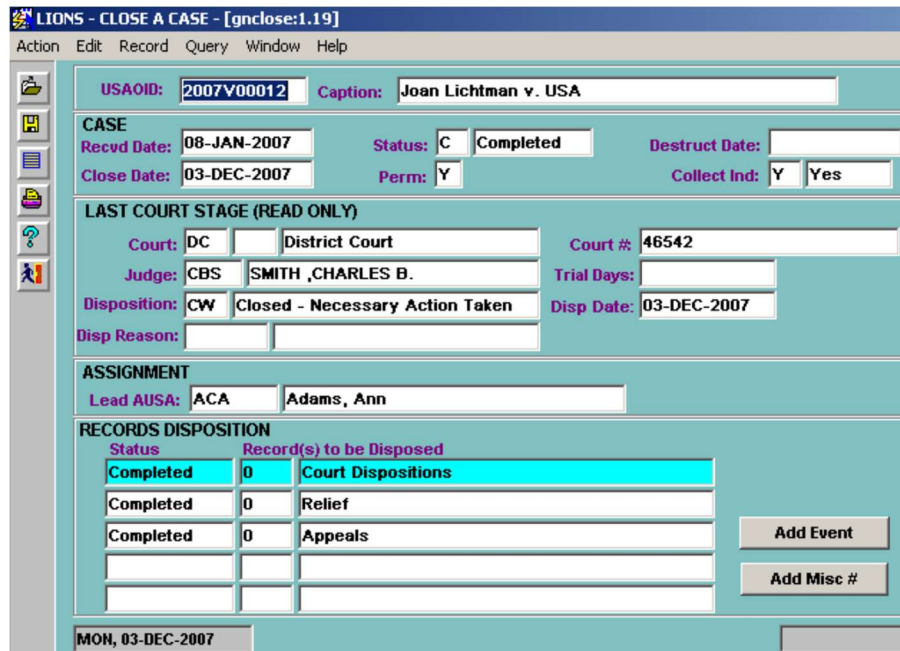 LIONS - CLOSE A CASE - [gnclose:1.19]
Action Edit Record Query Window Help
USAOID: 2007V00012 Caption: Joan Lichtman v. USA
CASE
Recvd Date: 08-JAN-2007 Status: C Completed Destruct Date:
Close Date: 03-DEC-2007 Perm: Y Collect Ind: Y Yes
LAST COURT STAGE (READ ONLY)
Court: DC District Court Court #: 46542
Judge: CBS SMITH ,CHARLES B. Trial Days:
Disposition: CW Closed - Necessary Action Taken Disp Date: 03-DEC-2007
Disp Reason:
ASSIGNMENT
Lead AUSA: ACA Adams, Ann
RECORDS DISPOSITION
Status Record(s) to be Disposed
Completed 0 Court Dispositions
Completed 0 Relief
Completed 0 Appeals
Add Event
Add Misc #
MON, 03-DEC-2007